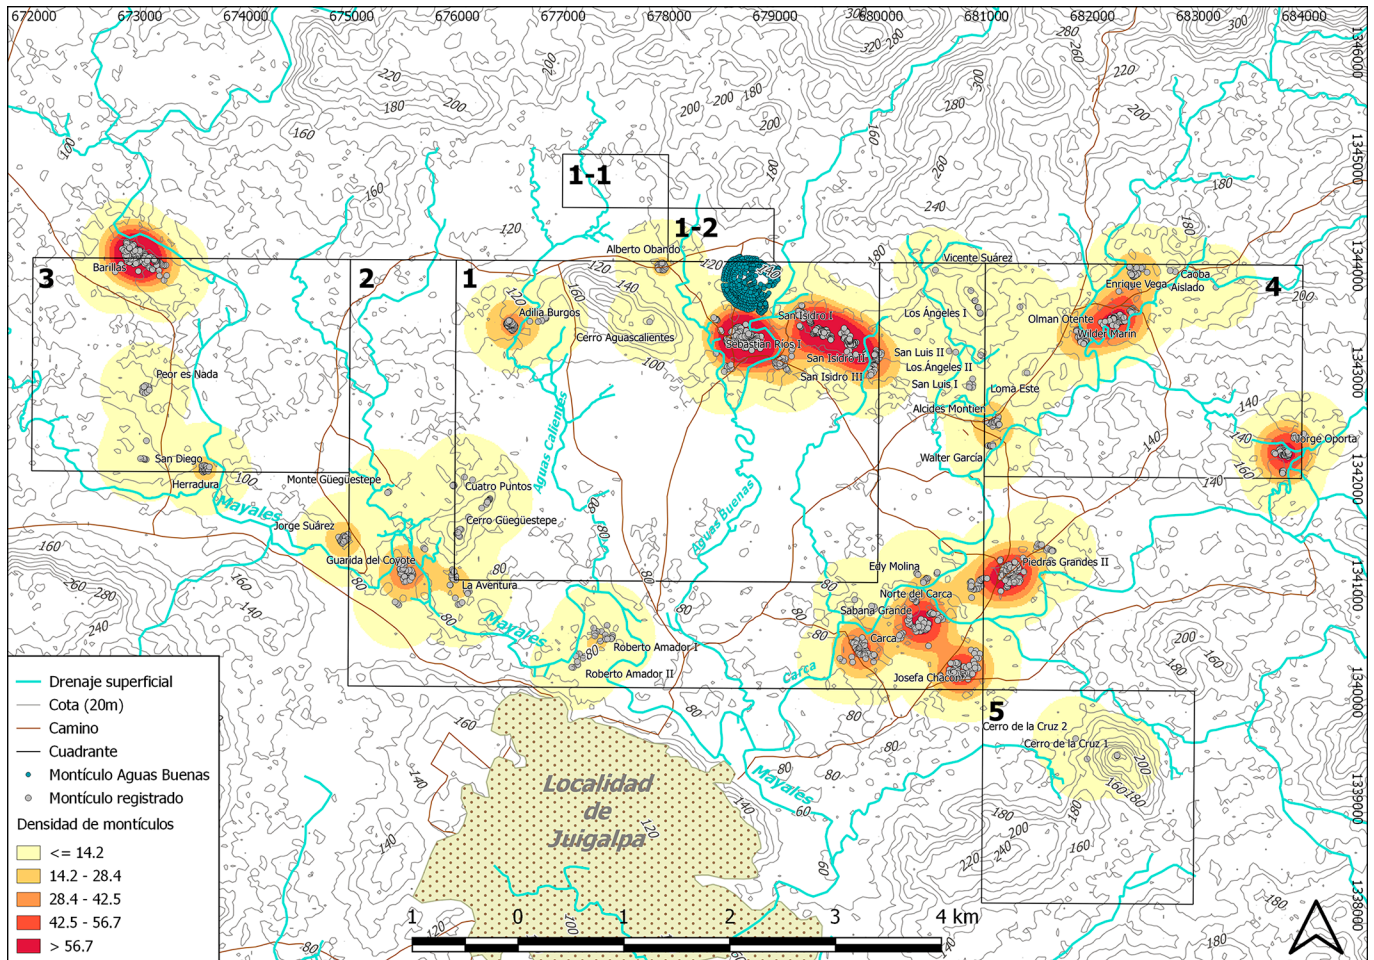 672000 673000 674000 675000 676000 677000 678000 679000 680000 681000 682000 683000 684000
1346000
1345000
1344000
1343000
1342000
1341000
1340000
1339000
1338000
1-1
1-2
3
2
1
4
5
Alberto Obando
Vicente Suárez
Barillas
Enrique Vega
Caoba
Aislado
Adilia Burgos
San Isidro I
Los Ángeles I
Olman Otente
Wilder Marín
Cerro Aguascalientes
Sebastián Ríos I
San Isidro II
San Luis II
Los Ángeles II
San Isidro III
San Luis I
Loma Este
Peor es Nada
Alcides Montiel
Aguas Calientes
Jorge Oporta
San Diego
Walter García
Herradura
Monte Güegüestepe
Cuatro Puntos
Mayales
Jorge Suárez
Cerro Güegüestepe
Aguas Buenas
Guarida del Coyote
La Aventura
Edy Molina
Piedras Grandes II
Norte del Carca
Sabana Grande
Mayales
Carca
Roberto Amador I
Roberto Amador II
Carca
Josefa Chacón
Cerro de la Cruz 2
Cerro de la Cruz 1
Mayales
Localidad
de
Juigalpa
Drenaje superficial
Cota (20m)
Camino
Cuadrante
Montículo Aguas Buenas
Montículo registrado
Densidad de montículos
<= 14.2
14.2 - 28.4
28.4 - 42.5
42.5 - 56.7
> 56.7
1 0 1 2 3 4 km